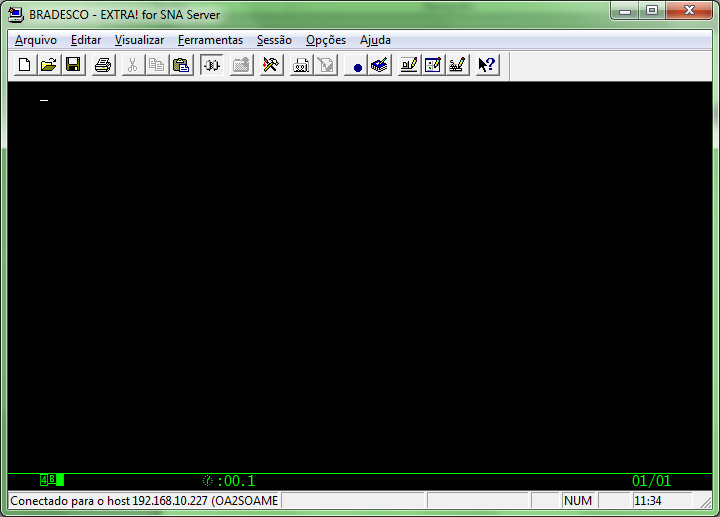 BRADESCO - EXTRA! for SNA Server
Arquivo Editar Visualizar Ferramentas Sessão Opções Ajuda
4B :00.1 01/01
Conectado para o host 192.168.10.227 (OA2SOAME NUM 11:34